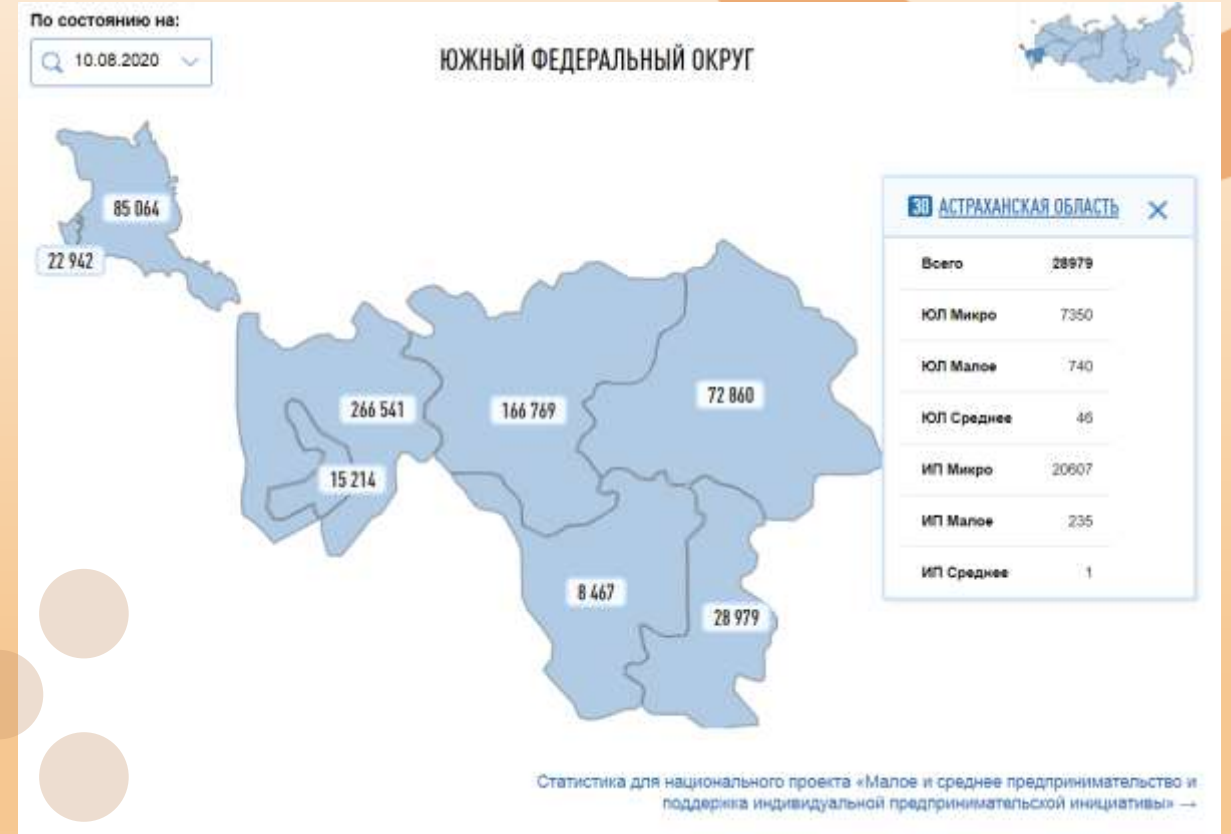 По состоянию на:
10.08.2020
ЮЖНЫЙ ФЕДЕРАЛЬНЫЙ ОКРУГ
85 064
22 942
266 541
166 769
72 860
15 214
8 467
28 979
30 АСТРАХАНСКАЯ ОБЛАСТЬ
Всего 28979
ЮЛ Микро 7350
ЮЛ Малое 740
ЮЛ Среднее 46
ИП Микро 20607
ИП Малое 235
ИП Среднее 1
Статистика для национального проекта «Малое и среднее предпринимательство и
поддержка индивидуальной предпринимательской инициативы» →